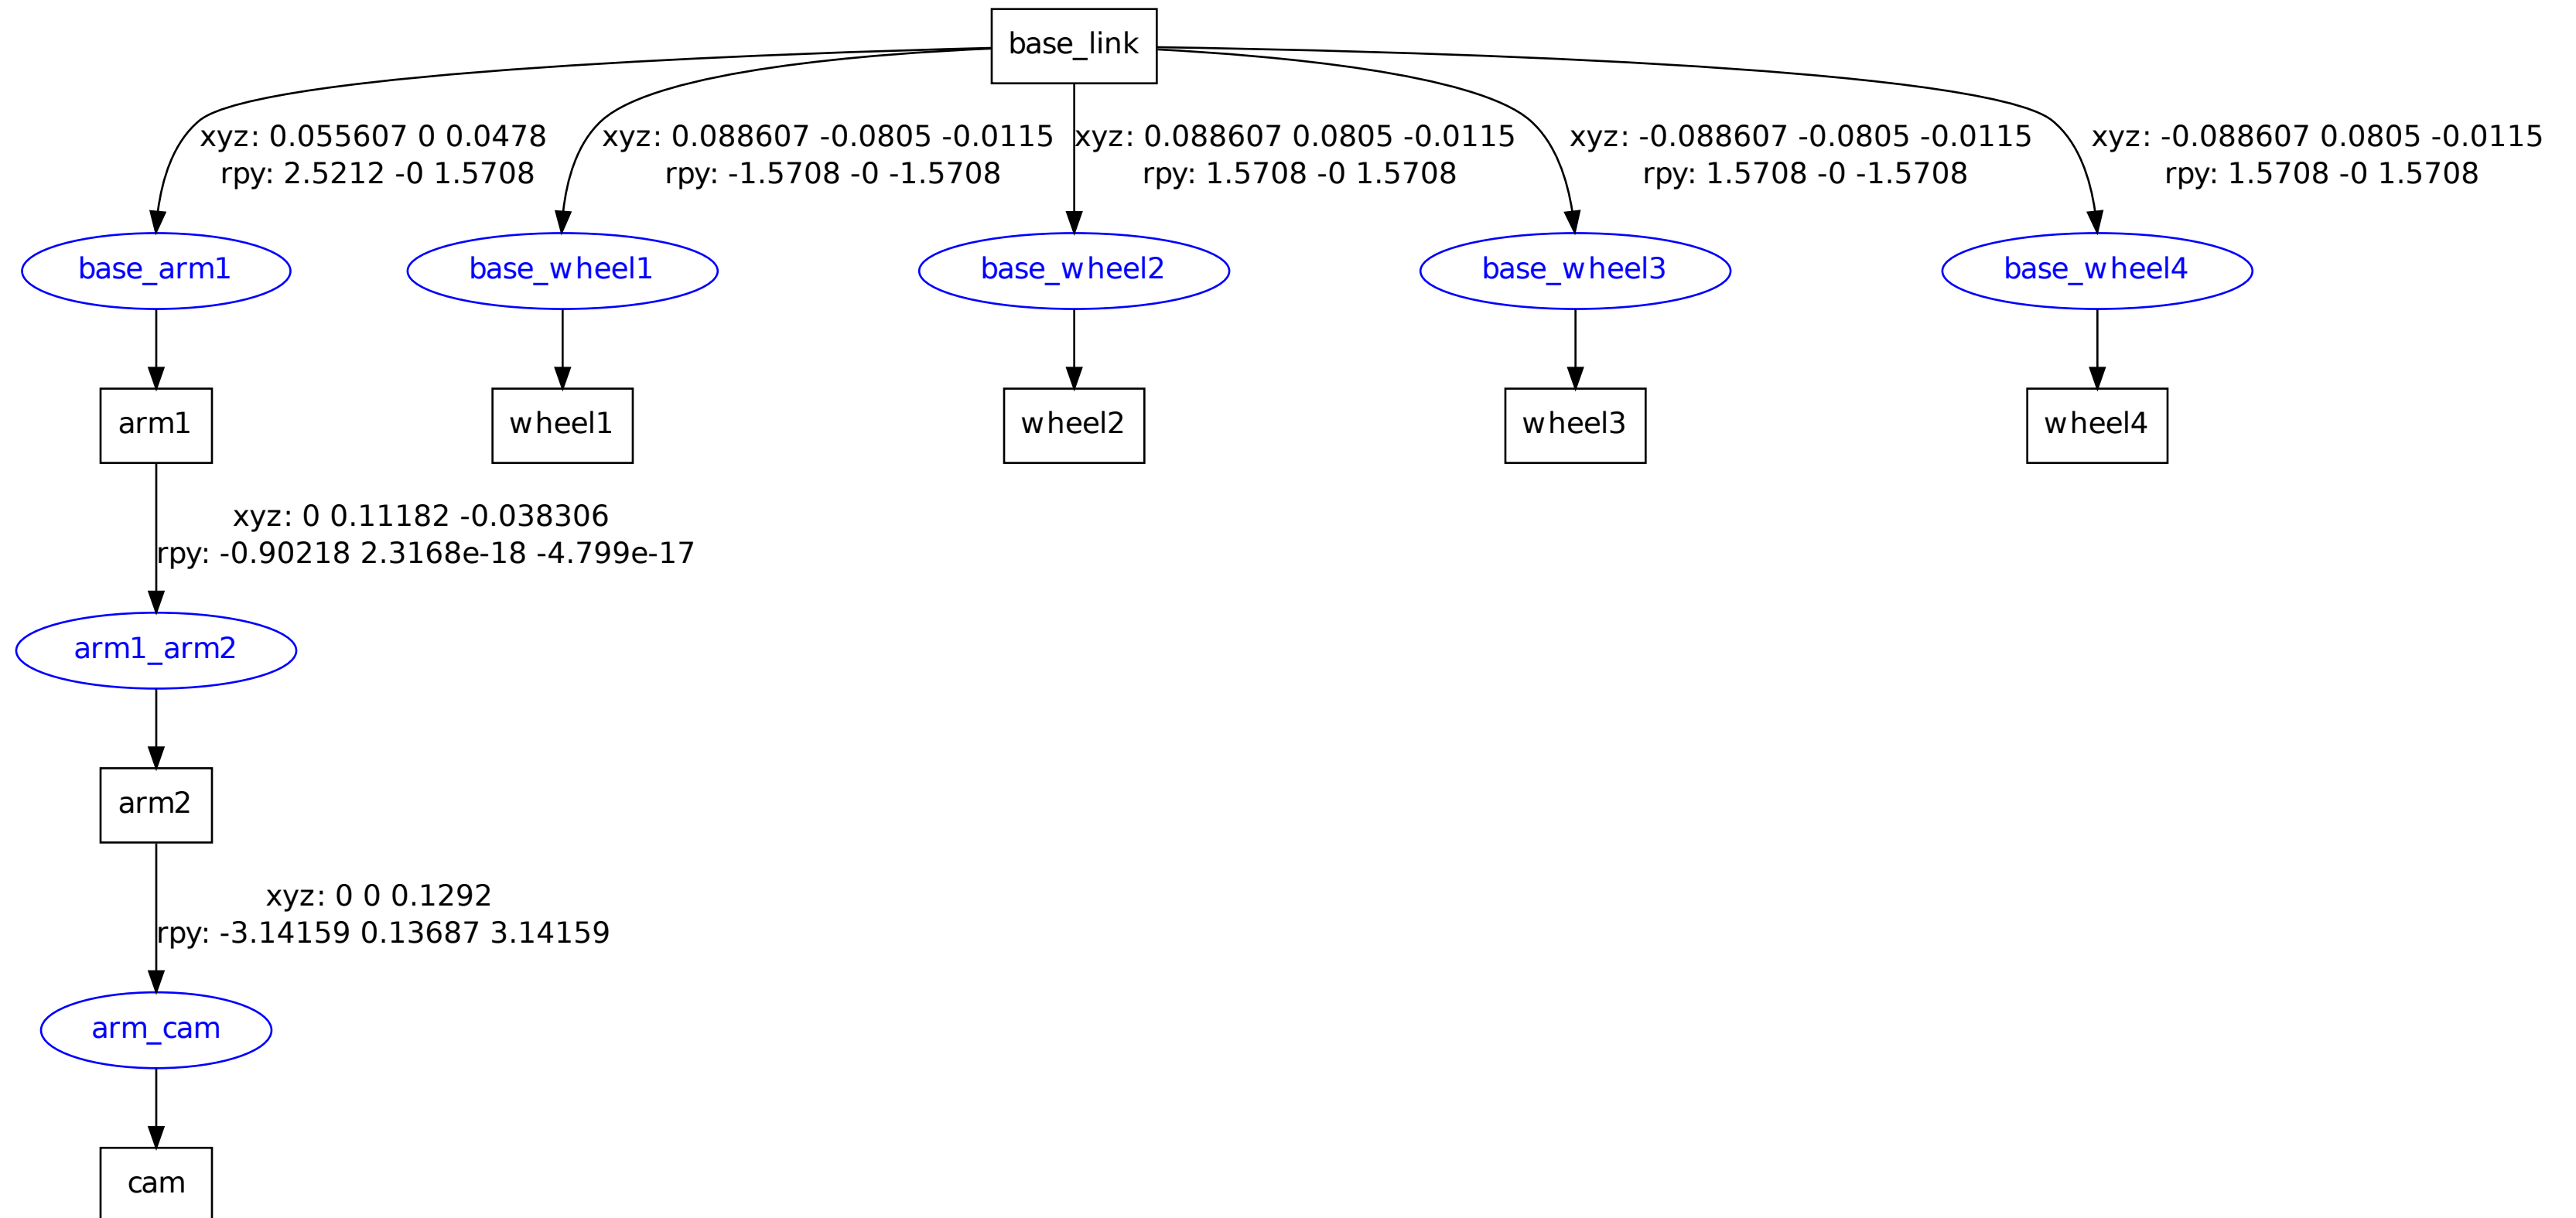 base_link
xyz: 0.055607 0 0.0478
rpy: 2.5212 -0 1.5708
xyz: 0.088607 -0.0805 -0.0115
rpy: -1.5708 -0 -1.5708
xyz: 0.088607 0.0805 -0.0115
rpy: 1.5708 -0 1.5708
xyz: -0.088607 -0.0805 -0.0115
rpy: 1.5708 -0 -1.5708
xyz: -0.088607 0.0805 -0.0115
rpy: 1.5708 -0 1.5708
base_arm1
base_wheel1
base_wheel2
base_wheel3
base_wheel4
arm1
wheel1
wheel2
wheel3
wheel4
xyz: 0 0.11182 -0.038306
rpy: -0.90218 2.3168e-18 -4.799e-17
arm1_arm2
arm2
xyz: 0 0 0.1292
rpy: -3.14159 0.13687 3.14159
arm_cam
cam